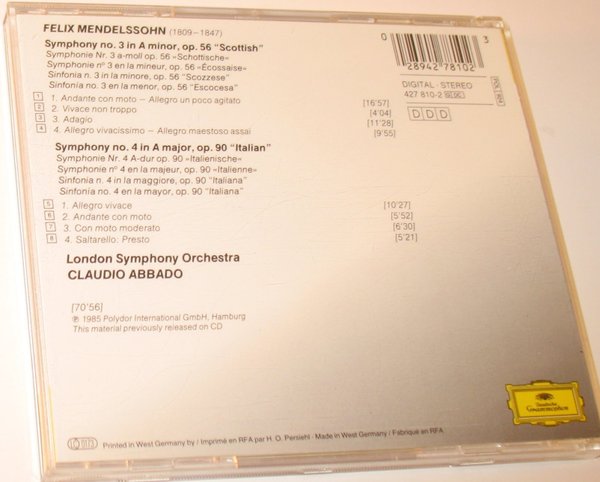 FELIX MENDELSSOHN (1809–1847)
Symphony no. 3 in A minor, op. 56 "Scottish"
Symphonie Nr. 3 a-moll op. 56 »Schottische«
Symphonie nº 3 en la mineur, op. 56 «Écossaise»
Sinfonia n. 3 in la minore, op. 56 "Scozzese"
Sinfonía no. 3 en la menor, op. 56 "Escocesa"
1 1. Andante con moto – Allegro un poco agitato [16'57]
2 2. Vivace non troppo [4'04]
3 3. Adagio [11'28]
4 4. Allegro vivacissimo – Allegro maestoso assai [9'55]
Symphony no. 4 in A major, op. 90 "Italian"
Symphonie Nr. 4 A-dur op. 90 »Italienische«
Symphonie nº 4 en la majeur, op. 90 «Italienne»
Sinfonia n. 4 in la maggiore, op. 90 "Italiana"
Sinfonía no. 4 en la mayor, op. 90 "Italiana"
5 1. Allegro vivace [10'27]
6 2. Andante con moto [5'52]
7 3. Con moto moderato [6'30]
8 4. Saltarello: Presto [5'21]
London Symphony Orchestra
CLAUDIO ABBADO
[70'56]
℗ 1985 Polydor International GmbH, Hamburg
This material previously released on CD
0 28942 78102 3
DIGITAL · STEREO
427 810-2
DDD
Deutsche
Grammophon
Printed in West Germany by / Imprimé en RFA par H. O. Persiehl · Made in West Germany / Fabriqué en RFA